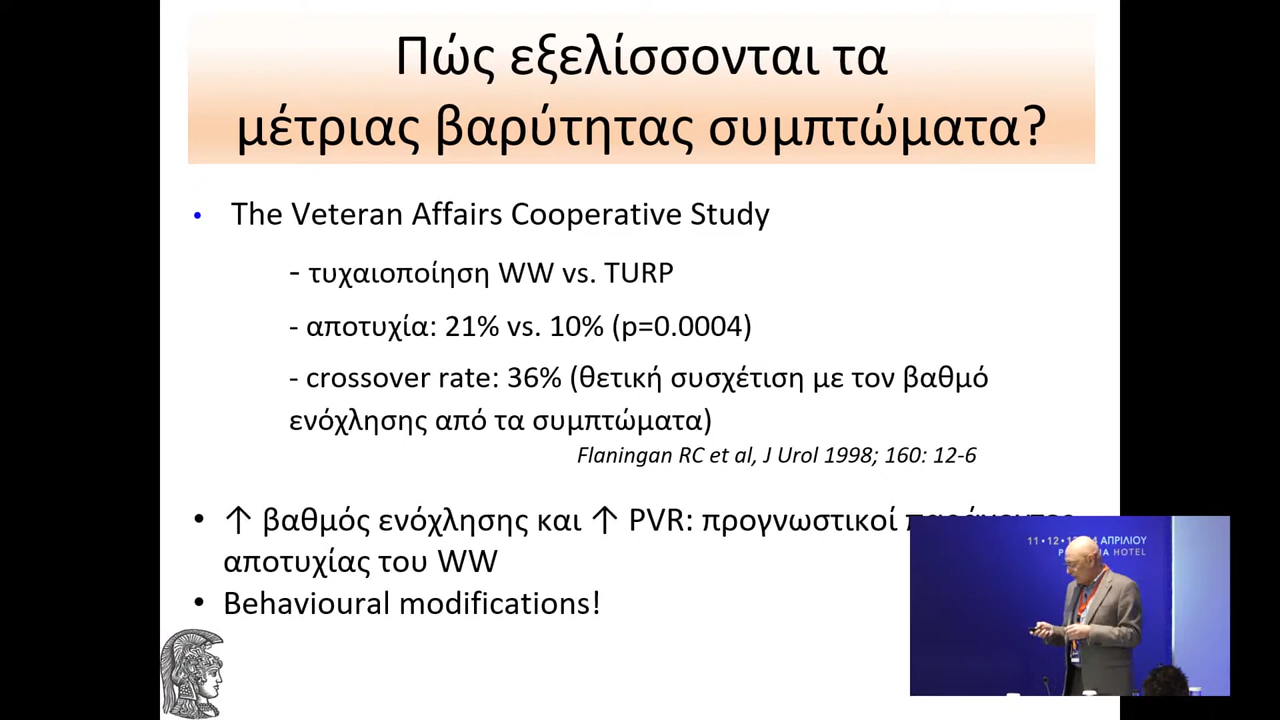 Πώς εξελίσσονται τα
μέτριας βαρύτητας συμπτώματα?
• The Veteran Affairs Cooperative Study
- τυχαιοποίηση WW vs. TURP
- αποτυχία: 21% vs. 10% (p=0.0004)
- crossover rate: 36% (θετική συσχέτιση με τον βαθμό
ενόχλησης από τα συμπτώματα)
Flaningan RC et al, J Urol 1998; 160: 12-6
• ↑ βαθμός ενόχλησης και ↑ PVR: προγνωστικοί
αποτυχίας του WW
• Behavioural modifications!
ΑΠΡΙΛΙΟΥ
HOTEL